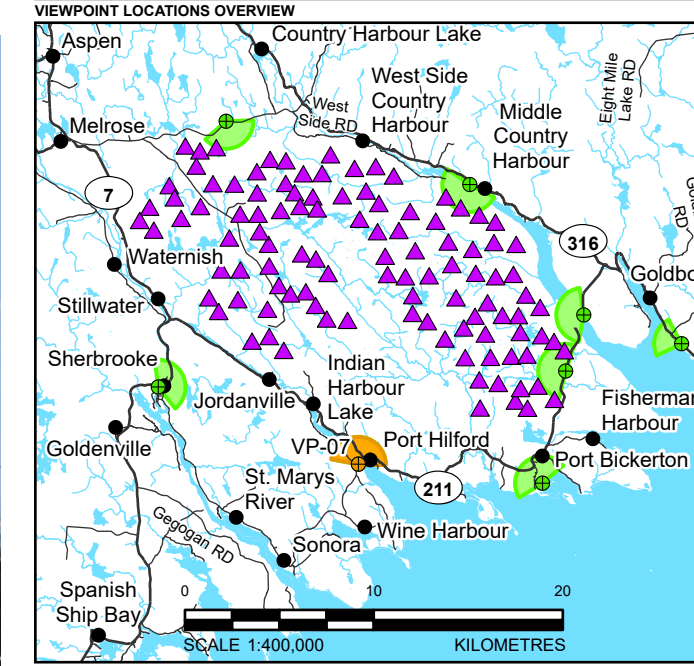 VIEWPOINT LOCATIONS OVERVIEW
Aspen
Country Harbour Lake
West Side
Country
Harbour
Eight Mile
Lake RD
West
Side RD
Middle
Country
Harbour
Melrose
7
RD
316
Waternish
Goldbo
Stillwater
Sherbrooke
Indian
Harbour
Lake
Jordanville
Fisherman
Harbour
Goldenville
VP-07
Port Hilford
Port Bickerton
St. Marys
River
211
Gegogan RD
Wine Harbour
Sonora
Spanish
Ship Bay
0 10 20
SCALE 1:400,000 KILOMETRES